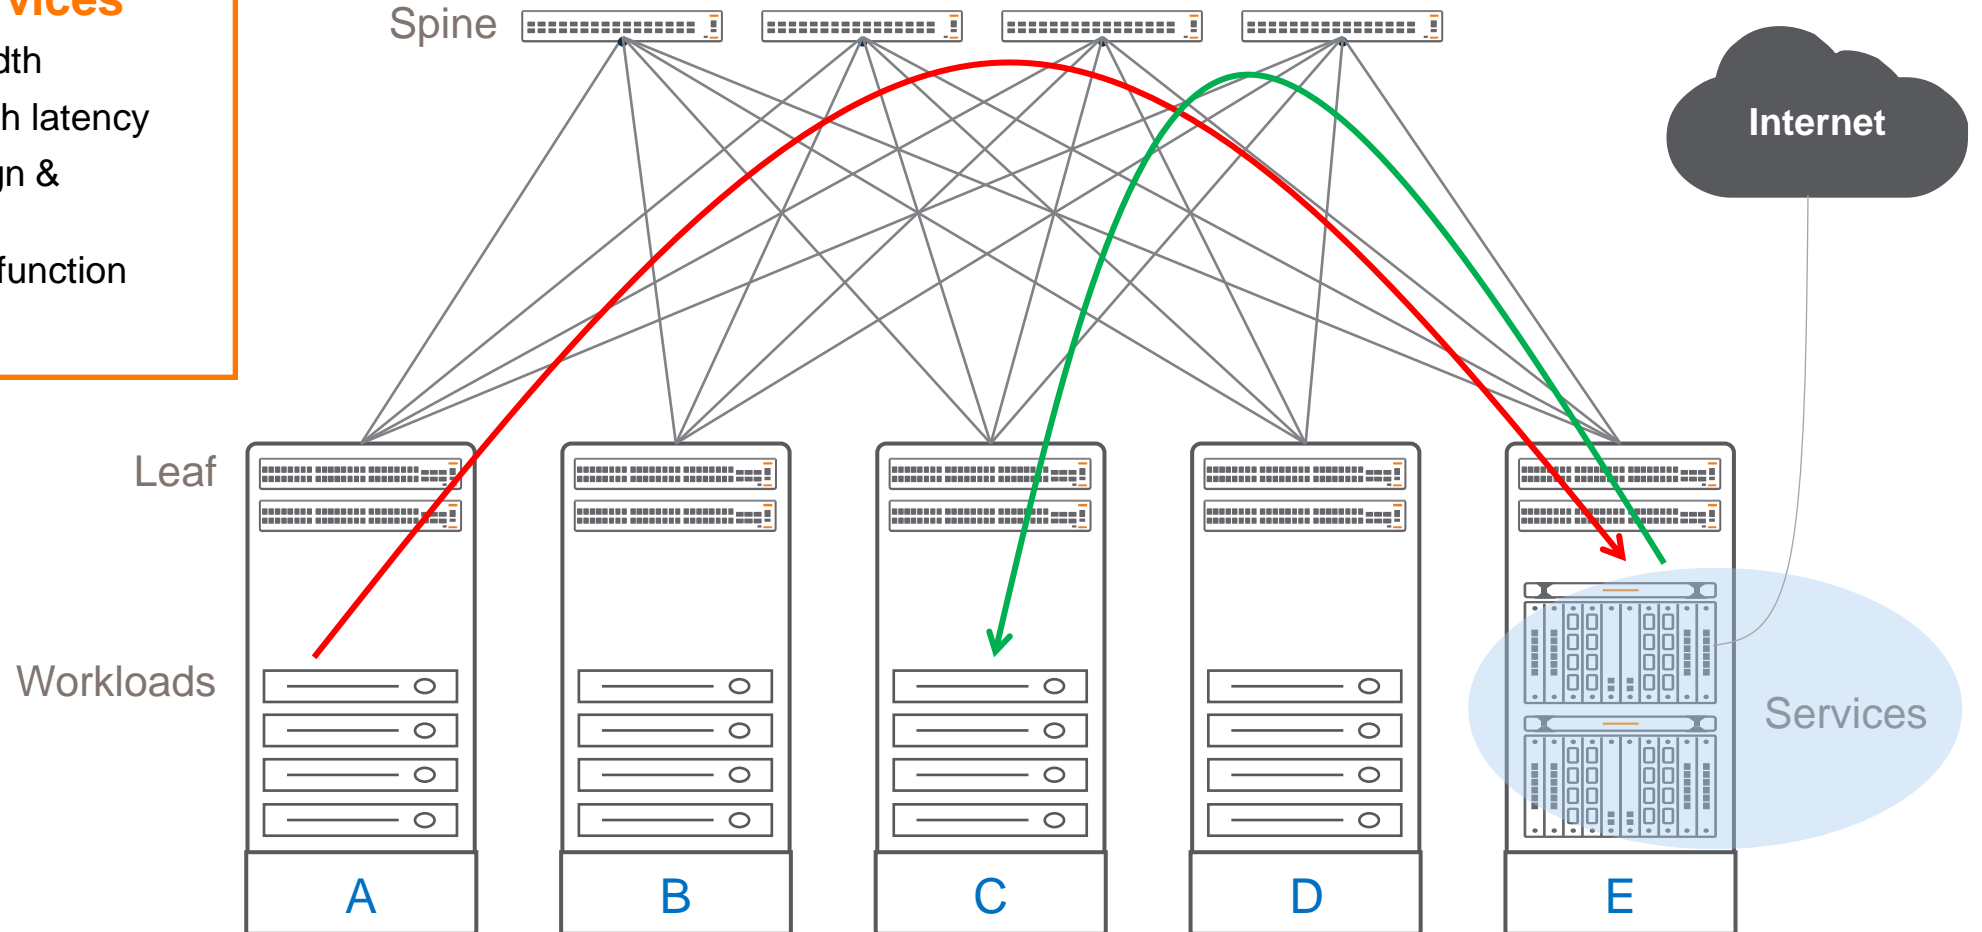 vices
dth
h latency
gn &
function
Spine
Internet
Leaf
Workloads
Services
A
B
C
D
E